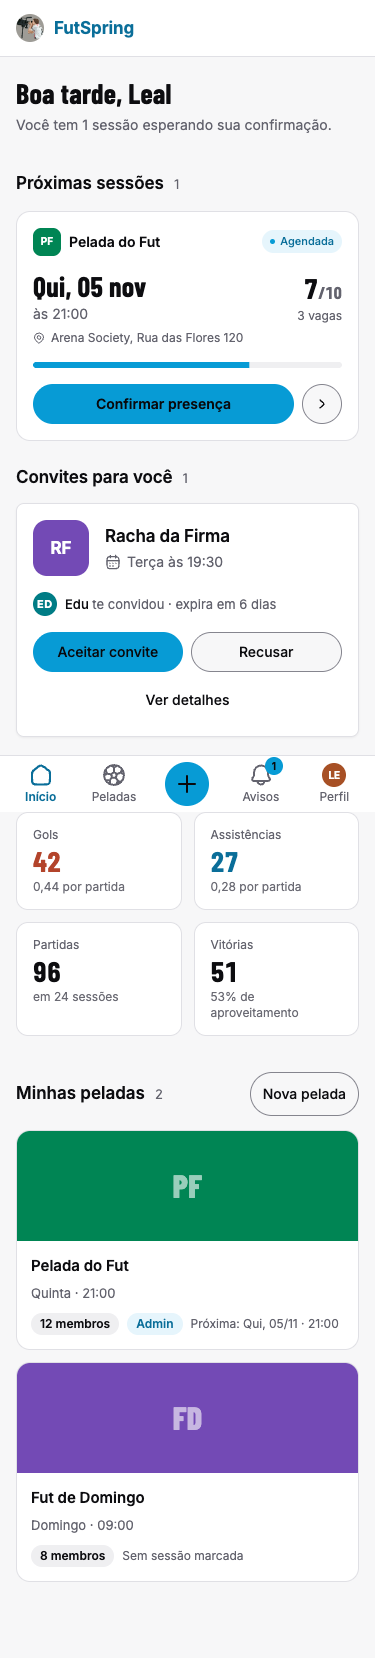 FutSpring
Boa tarde, Leal
Você tem 1 sessão esperando sua confirmação.
Próximas sessões 1
PF Pelada do Fut
Agendada
Qui, 05 nov
7/10
às 21:00
3 vagas
Arena Society, Rua das Flores 120
Confirmar presença
Convites para você 1
RF
Racha da Firma
Terça às 19:30
ED Edu te convidou · expira em 6 dias
Aceitar convite
Recusar
Ver detalhes
Início
Peladas
1
Avisos
LE
Perfil
Gols
42
0,44 por partida
Assistências
27
0,28 por partida
Partidas
96
em 24 sessões
Vitórias
51
53% de
aproveitamento
Minhas peladas 2
Nova pelada
PF
Pelada do Fut
Quinta · 21:00
12 membros Admin Próxima: Qui, 05/11 · 21:00
FD
Fut de Domingo
Domingo · 09:00
8 membros Sem sessão marcada